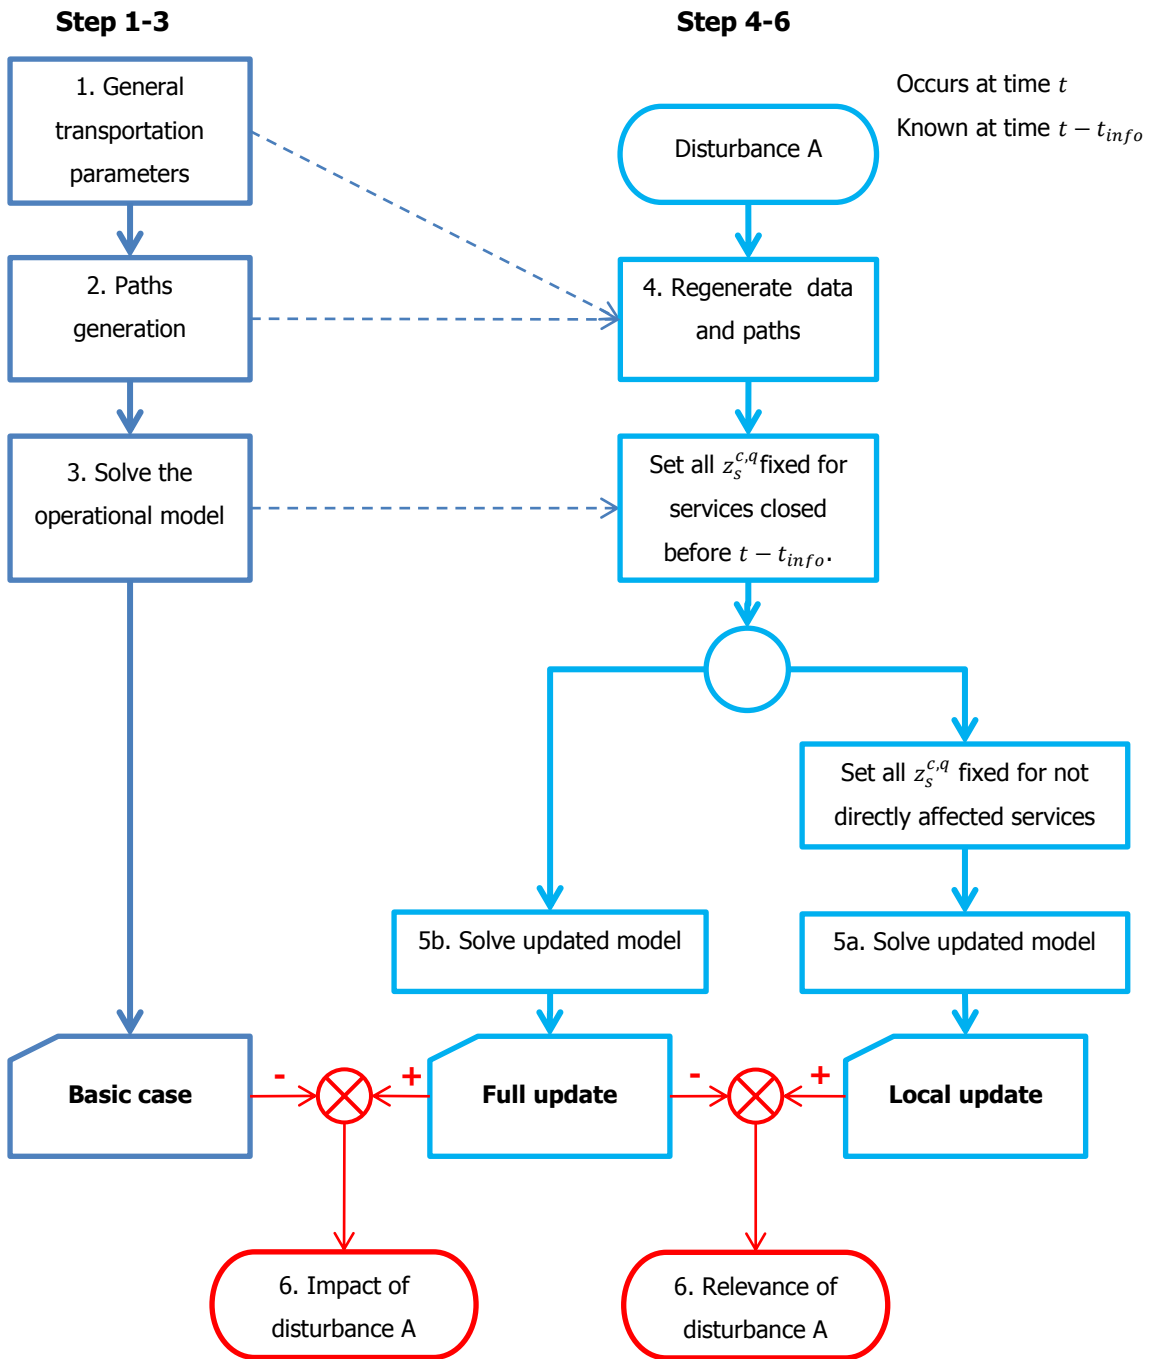 Step 1-3
Step 4-6
1. General
transportation
parameters
Disturbance A
Occurs at time t
Known at time t − t_info
2. Paths
generation
4. Regenerate data
and paths
3. Solve the
operational model
Set all z_s^{c,q} fixed for
services closed
before t − t_info.
Set all z_s^{c,q} fixed for not
directly affected services
5b. Solve updated model
5a. Solve updated model
Basic case
- +
Full update
- +
Local update
6. Impact of
disturbance A
6. Relevance of
disturbance A